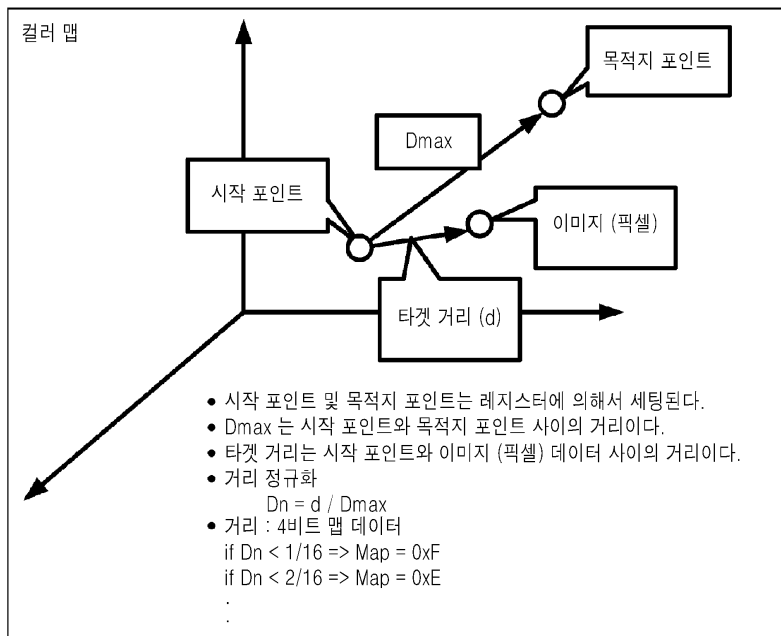 컬러 맵
목적지 포인트
Dmax
시작 포인트
이미지 (픽셀)
타겟 거리 (d)
• 시작 포인트 및 목적지 포인트는 레지스터에 의해서 세팅된다.
• Dmax 는 시작 포인트와 목적지 포인트 사이의 거리이다.
• 타겟 거리는 시작 포인트와 이미지 (픽셀) 데이터 사이의 거리이다.
• 거리 정규화
Dn = d / Dmax
• 거리 : 4비트 맵 데이터
if Dn < 1/16 => Map = 0xF
if Dn < 2/16 => Map = 0xE
.
.